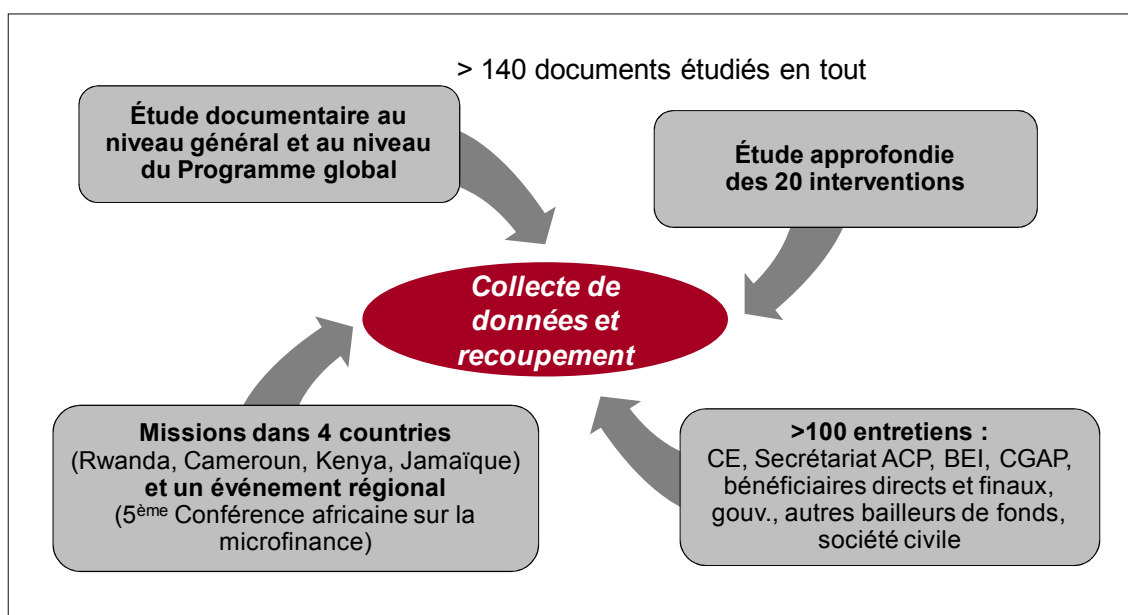 > 140 documents étudiés en tout
Étude documentaire au
niveau général et au niveau
du Programme global
Étude approfondie
des 20 interventions
Collecte de
données et
recoupement
Missions dans 4 countries
(Rwanda, Cameroun, Kenya, Jamaïque)
et un événement régional
(5ème Conférence africaine sur la
microfinance)
>100 entretiens :
CE, Secrétariat ACP, BEI, CGAP,
bénéficiaires directs et finaux,
gouv., autres bailleurs de fonds,
société civile